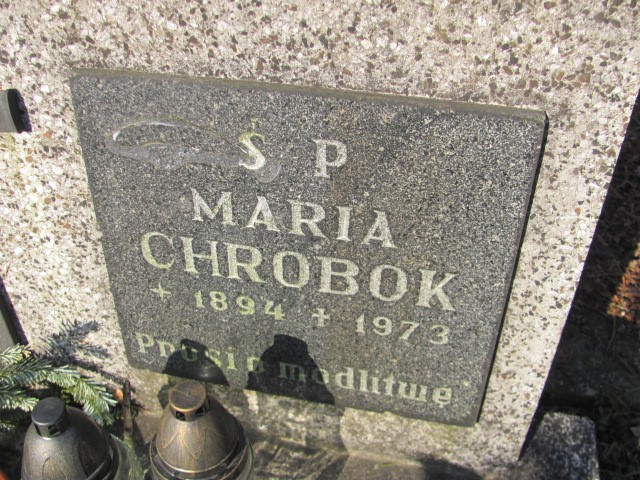 Ś P
MARIA
CHROBOK
+ 1894 + 1973
Prosi o modlitwę